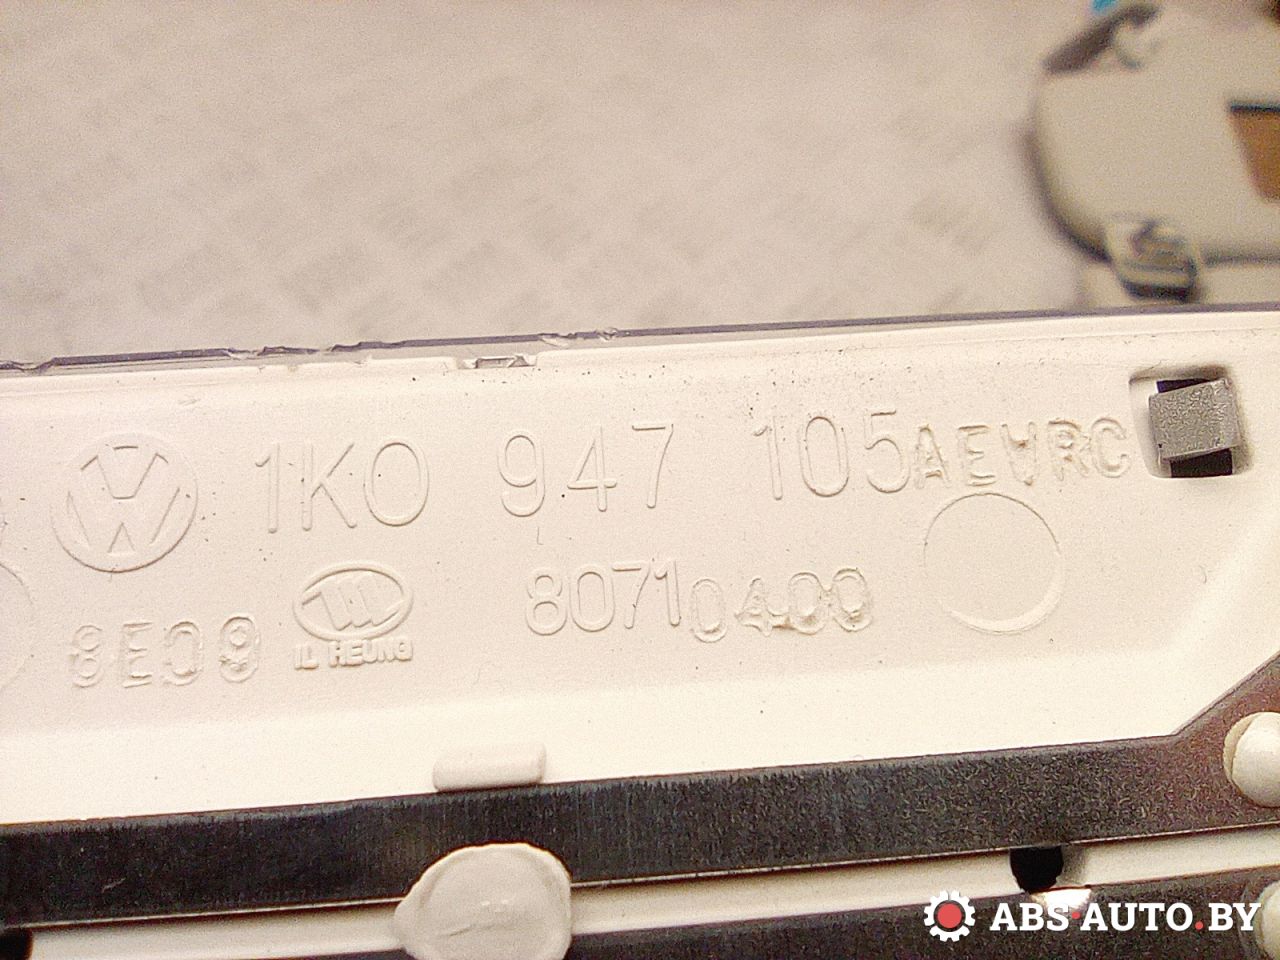 1K0 947 105AEVRC
80710400
8E09
IL HEUNG
ABS-AUTO.BY